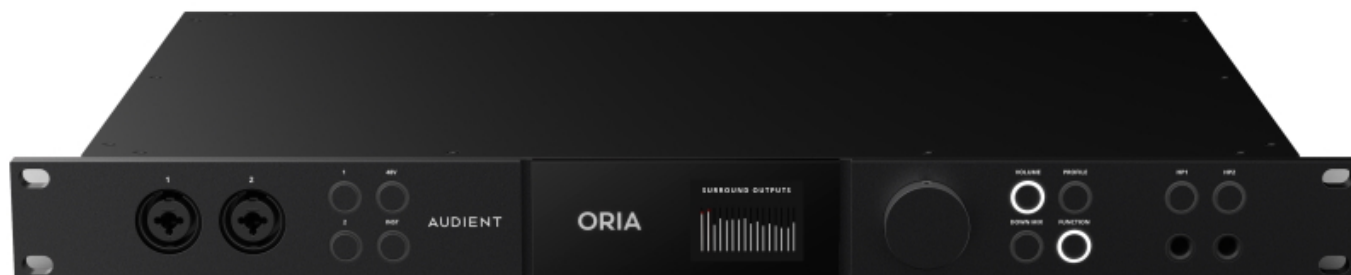 1
2
1
48V
2
INST
AUDIENT
ORIA
SURROUND OUTPUTS
VOLUME
PROFILE
DOWN-MIX
FUNCTION
HP1
HP2